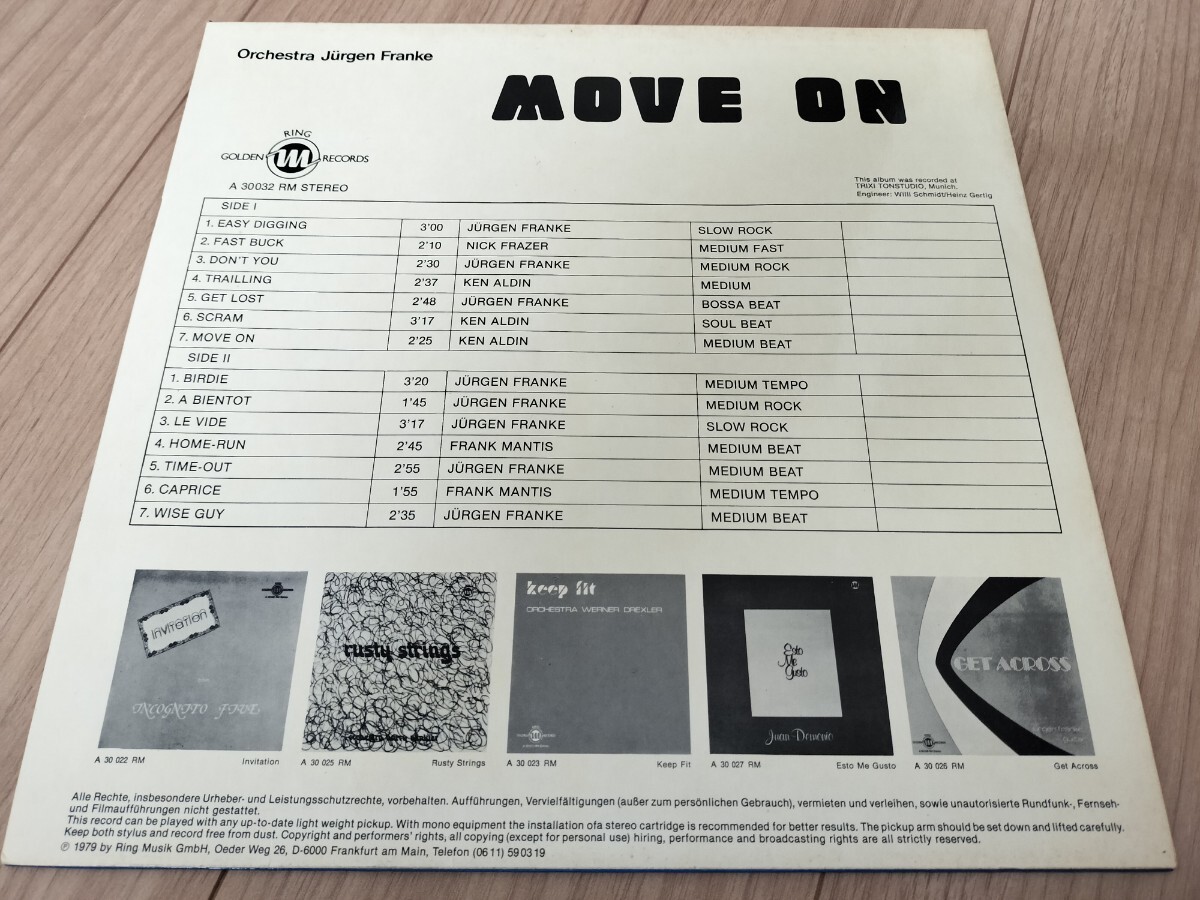 Orchestra Jürgen Franke
MOVE ON
RING
GOLDEN RECORDS
A 30032 RM STEREO
This album was recorded at
TRIXI TONSTUDIO, Munich.
Engineer: Willi Schmidt/Heinz Gertig
SIDE I
1. EASY DIGGING 3'00 JÜRGEN FRANKE SLOW ROCK
2. FAST BUCK 2'10 NICK FRAZER MEDIUM FAST
3. DON'T YOU 2'30 JÜRGEN FRANKE MEDIUM ROCK
4. TRAILLING 2'37 KEN ALDIN MEDIUM
5. GET LOST 2'48 JÜRGEN FRANKE BOSSA BEAT
6. SCRAM 3'17 KEN ALDIN SOUL BEAT
7. MOVE ON 2'25 KEN ALDIN MEDIUM BEAT
SIDE II
1. BIRDIE 3'20 JÜRGEN FRANKE MEDIUM TEMPO
2. A BIENTOT 1'45 JÜRGEN FRANKE MEDIUM ROCK
3. LE VIDE 3'17 JÜRGEN FRANKE SLOW ROCK
4. HOME-RUN 2'45 FRANK MANTIS MEDIUM BEAT
5. TIME-OUT 2'55 JÜRGEN FRANKE MEDIUM BEAT
6. CAPRICE 1'55 FRANK MANTIS MEDIUM TEMPO
7. WISE GUY 2'35 JÜRGEN FRANKE MEDIUM BEAT
INVITATION
INCOGNITO FIVE
rusty strings
keep fit
ORCHESTRA WERNER DREXLER
Esto
Me
Gusto
Juan-Domenio
GET ACROSS
A 30 022 RM Invitation
A 30 025 RM Rusty Strings
A 30 023 RM Keep Fit
A 30 027 RM Esto Me Gusto
A 30 026 RM Get Across
Alle Rechte, insbesondere Urheber- und Leistungsschutzrechte, vorbehalten. Aufführungen, Vervielfältigungen (außer zum persönlichen Gebrauch), vermieten und verleihen, sowie unautorisierte Rundfunk-, Fernseh-
und Filmaufführungen nicht gestattet.
This record can be played with any up-to-date light weight pickup. With mono equipment the installation ofa stereo cartridge is recommended for better results. The pickup arm should be set down and lifted carefully.
Keep both stylus and record free from dust. Copyright and performers' rights, all copying (except for personal use) hiring, performance and broadcasting rights are all strictly reserved.
℗ 1979 by Ring Musik GmbH, Oeder Weg 26, D-6000 Frankfurt am Main, Telefon (06 11) 59 03 19